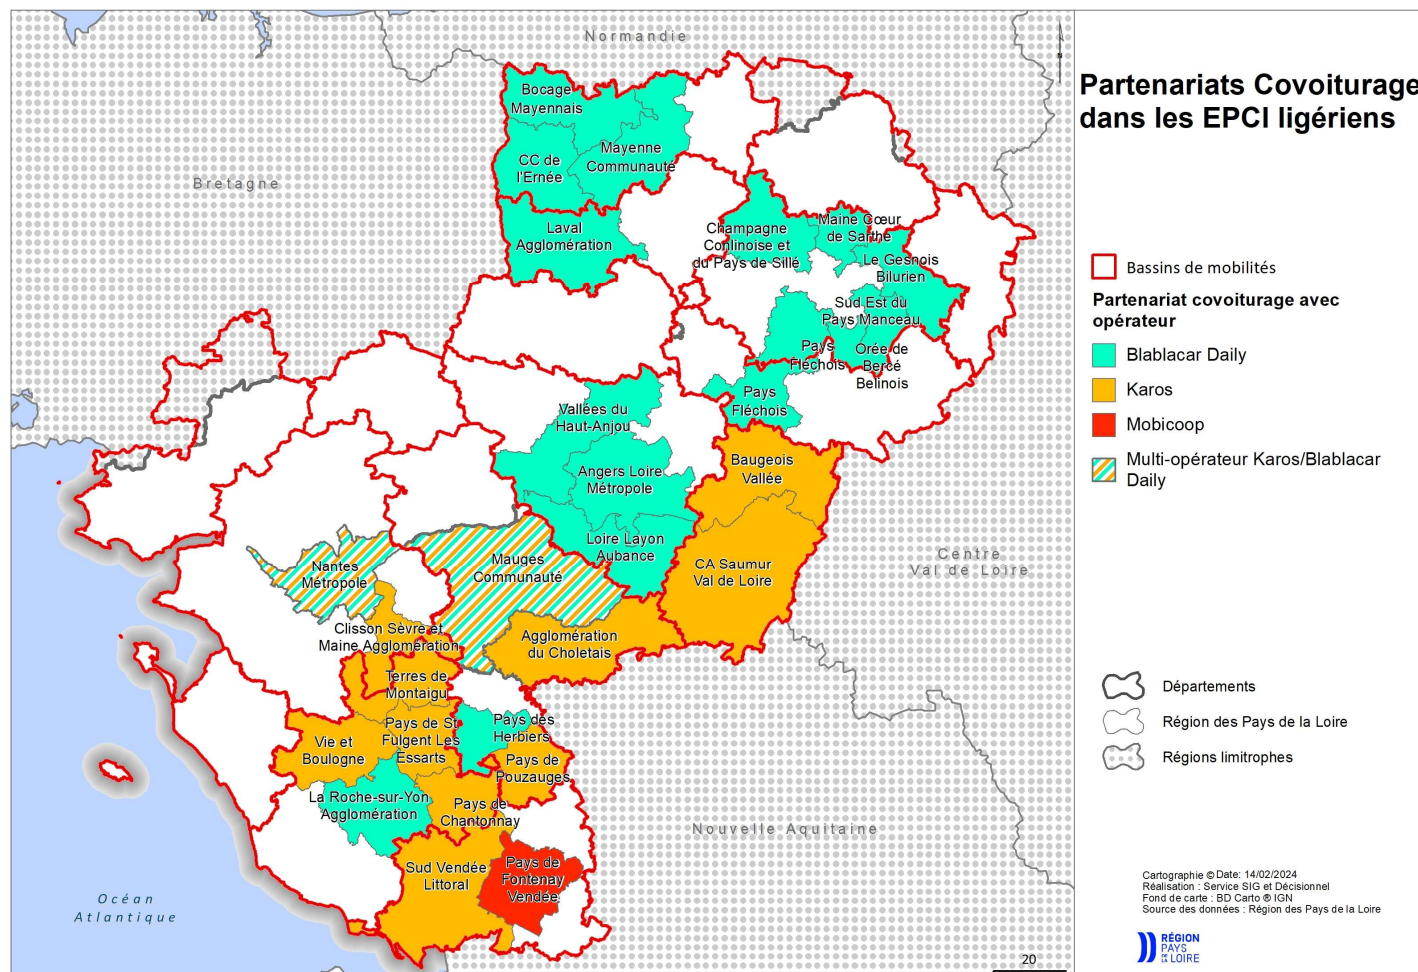 Normandie
Partenariats Covoiturage
dans les EPCI ligériens
Bocage
Mayennais
CC de
l'Ernée
Mayenne
Communauté
Bretagne
Laval
Agglomération
Champagne
Conlinoise et
du Pays de Sillé
Maine Cœur
de Sarthe
Le Gesnois
Bilurien
Sud Est du
Pays Manceau
Pays
Fléchois
Orée de
Bercé
Belinois
Pays
Fléchois
Vallées du
Haut-Anjou
Angers Loire
Métropole
Baugeois
Vallée
Loire Layon
Aubance
CA Saumur
Val de Loire
Centre
Val de Loire
Nantes
Métropole
Mauges
Communauté
Clisson Sèvre et
Maine Agglomération
Agglomération
du Choletais
Terres de
Montaigu
Pays de St
Fulgent Les
Essarts
Pays des
Herbiers
Vie et
Boulogne
Pays de
Pouzauges
La Roche-sur-Yon
Agglomération
Pays de
Chantonnay
Nouvelle Aquitaine
Sud Vendée
Littoral
Pays de
Fontenay
Vendée
Océan
Atlantique
Bassins de mobilités
Partenariat covoiturage avec
opérateur
Blablacar Daily
Karos
Mobicoop
Multi-opérateur Karos/Blablacar
Daily
Départements
Région des Pays de la Loire
Régions limitrophes
Cartographie © Date: 14/02/2024
Réalisation : Service SIG et Décisionnel
Fond de carte : BD Carto ® IGN
Source des données : Région des Pays de la Loire
RÉGION
PAYS
DE LA LOIRE
20